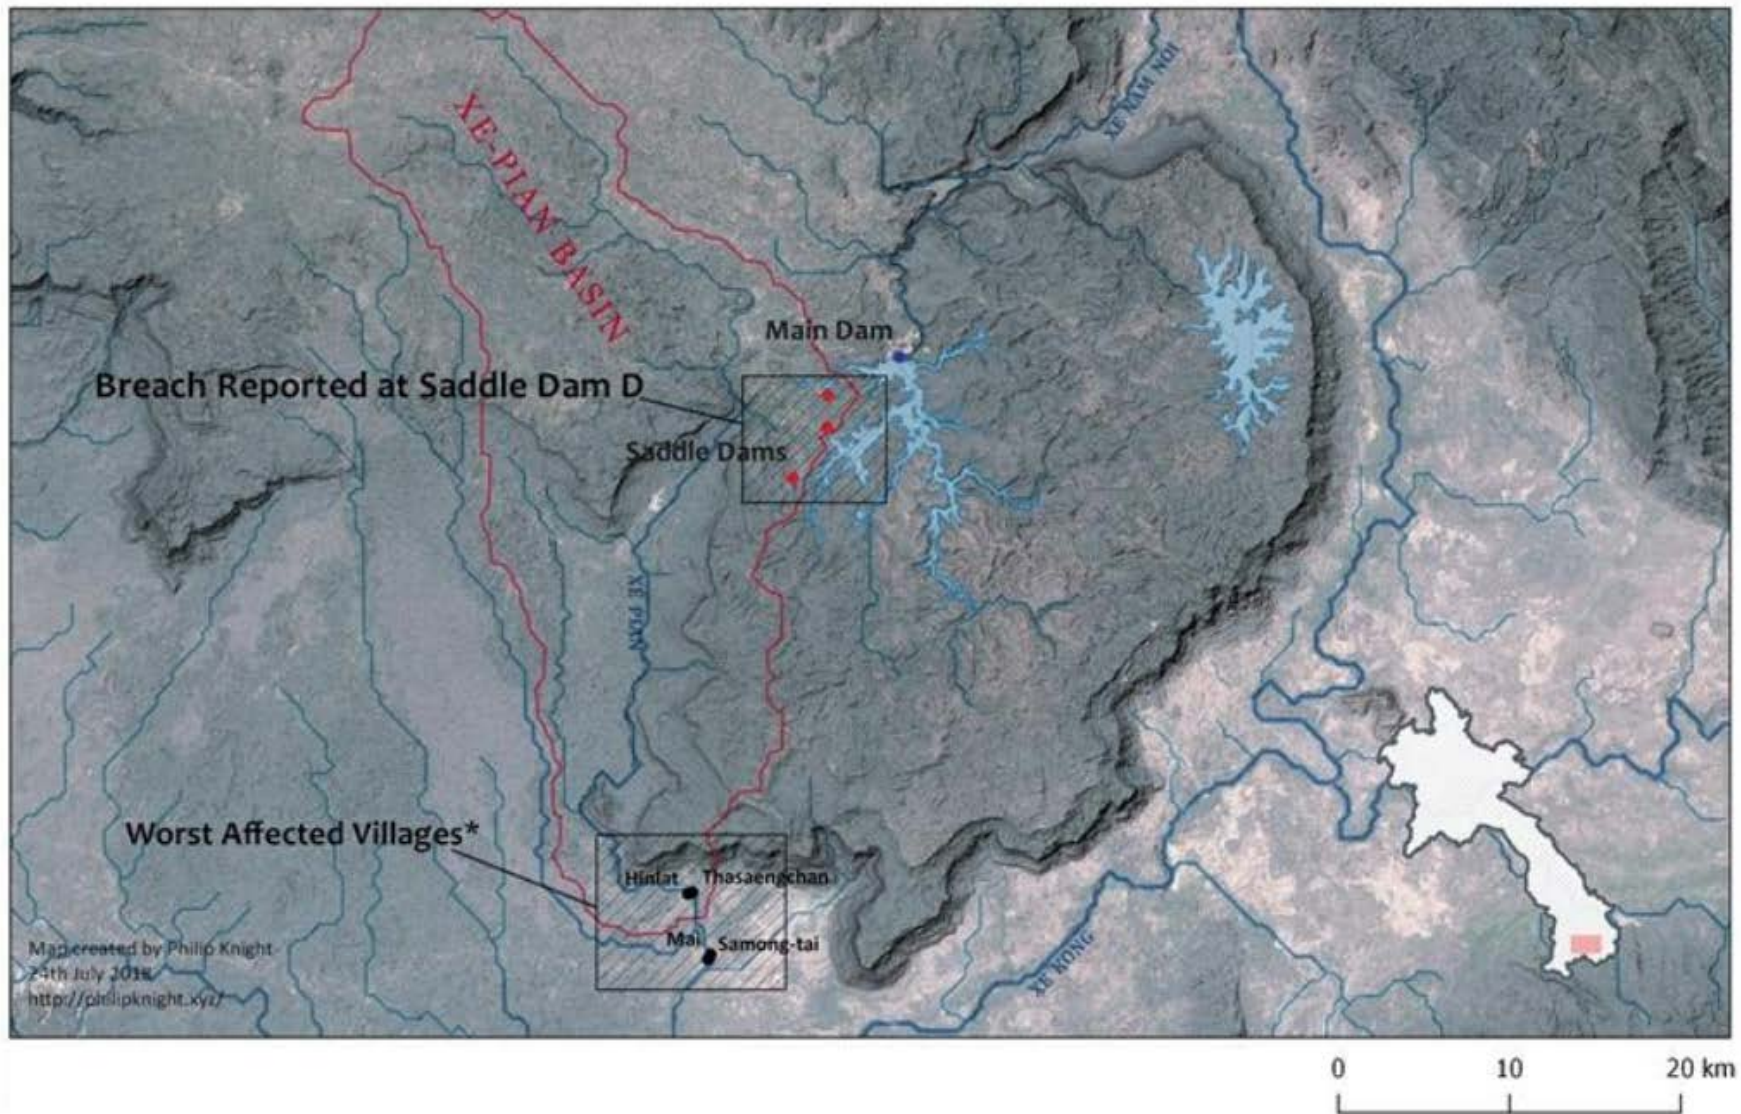 XE NAM NOI
XE-PIAN BASIN
Main Dam
Breach Reported at Saddle Dam D
Saddle Dams
XE PIAN
Worst Affected Villages*
Hinlat Thasaengchan
Mai Samong-tai
XE KONG
Map created by Philip Knight
24th July 2018
http://philipknight.xyz/
0 10 20 km